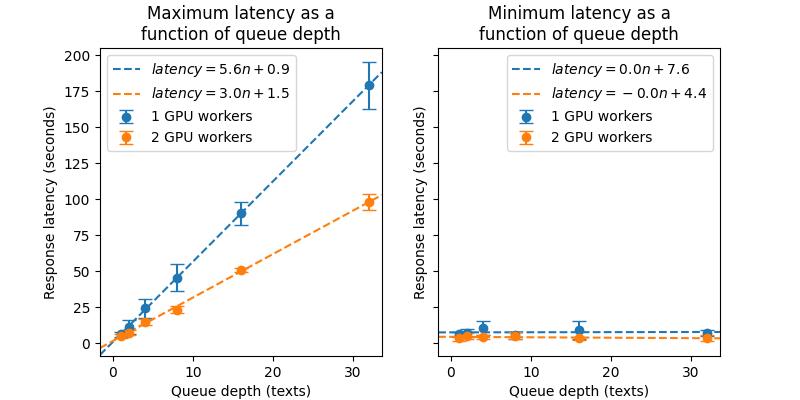 Maximum latency as a
function of queue depth
latency = 5.6n + 0.9
latency = 3.0n + 1.5
1 GPU workers
2 GPU workers
200
175
150
125
100
75
50
25
0
Response latency (seconds)
0 10 20 30
Queue depth (texts)
Minimum latency as a
function of queue depth
latency = 0.0n + 7.6
latency = − 0.0n + 4.4
1 GPU workers
2 GPU workers
Response latency (seconds)
0 10 20 30
Queue depth (texts)